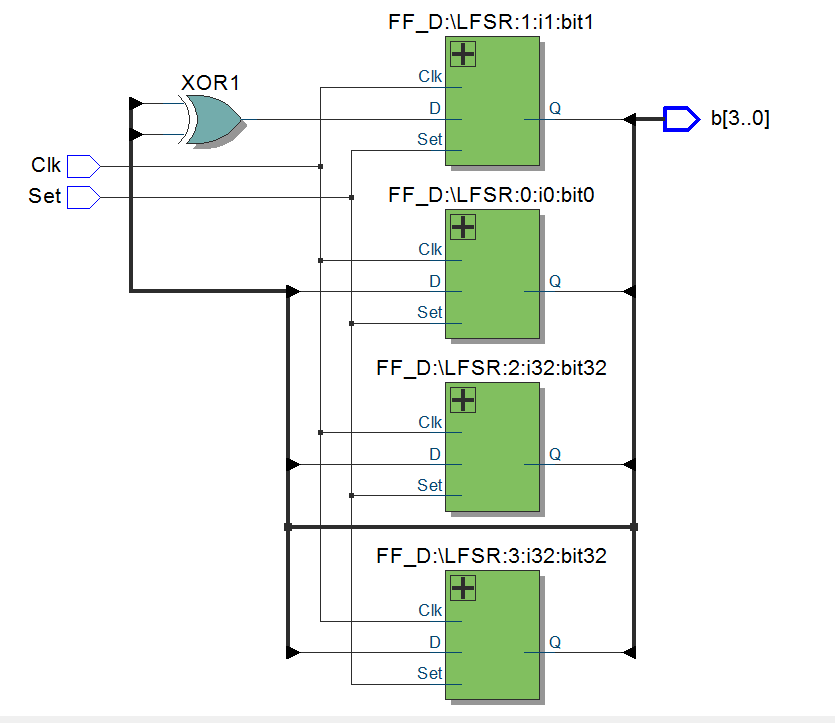 FF_D:\LFSR:1:i1:bit1
XOR1
Clk
D
Q
b[3..0]
Set
Clk
Set
FF_D:\LFSR:0:i0:bit0
Clk
D
Q
Set
FF_D:\LFSR:2:i32:bit32
Clk
D
Q
Set
FF_D:\LFSR:3:i32:bit32
Clk
D
Q
Set